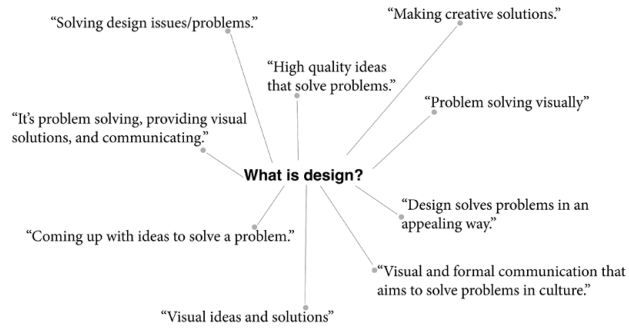 “Solving design issues/problems.”
“Making creative solutions.”
“High quality ideas
that solve problems.”
“Problem solving visually”
“It’s problem solving, providing visual
solutions, and communicating.”
What is design?
“Design solves problems in an
appealing way.”
“Coming up with ideas to solve a problem.”
“Visual and formal communication that
aims to solve problems in culture.”
“Visual ideas and solutions”